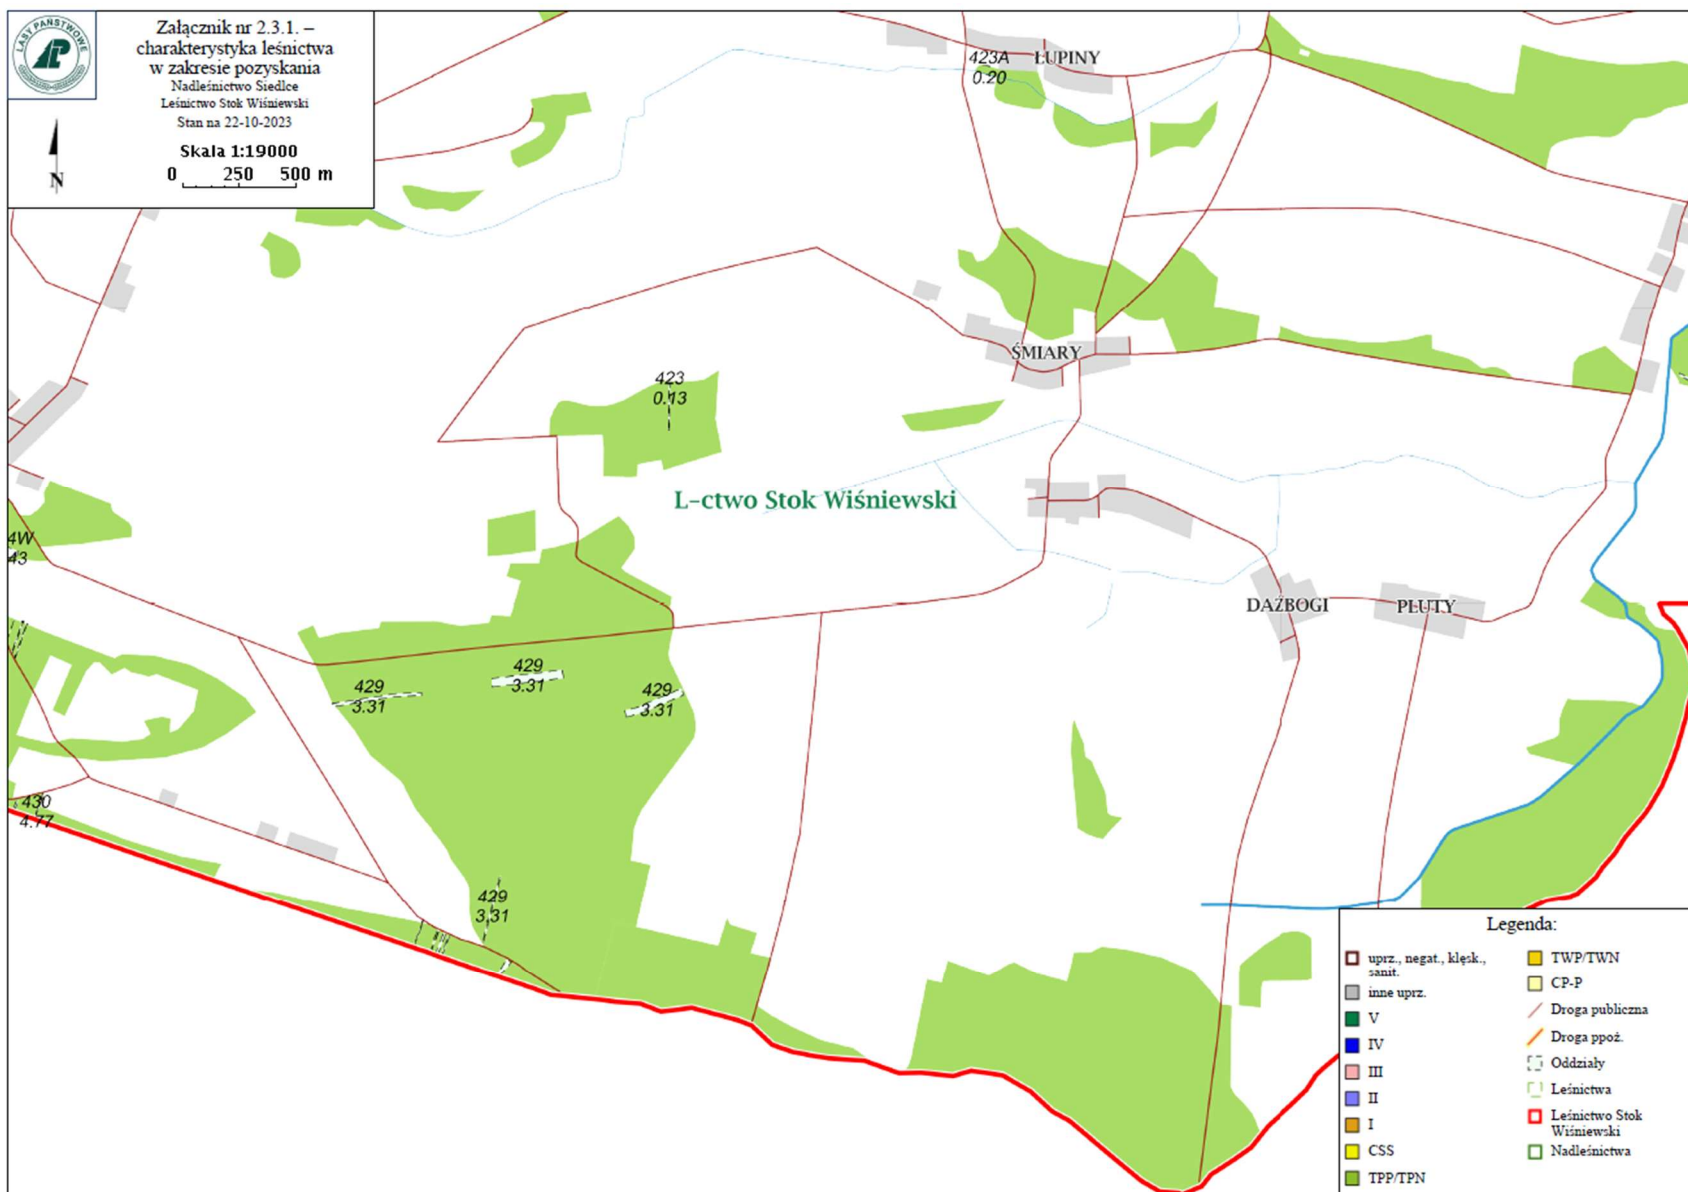 LASY PAŃSTWOWE
Załącznik nr 2.3.1. –
charakterystyka leśnictwa
w zakresie pozyskania
Nadleśnictwo Siedlce
Leśnictwo Stok Wiśniewski
Stan na 22-10-2023
Skala 1:19000
0 250 500 m
N
423A
0.20
ŁUPINY
ŚMIARY
423
0.13
L-ctwo Stok Wiśniewski
4W
43
DAŹBOGI
PLUTY
429
3.31
429
3.31
429
3.31
430
4.77
429
3.31
Legenda:
uprz., negat., klęsk.,
sanit.
inne uprz.
V
IV
III
II
I
CSS
TPP/TPN
TWP/TWN
CP-P
Droga publiczna
Droga ppoż.
Oddziały
Leśnictwa
Leśnictwo Stok
Wiśniewski
Nadleśnictwa